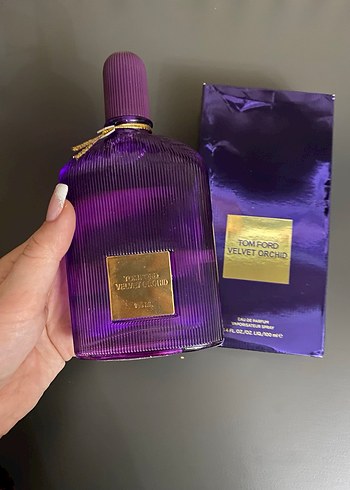 TOM FORD
VELVET ORCHID
TOM FORD
VELVET ORCHID
EAU DE PARFUM
VAPORISATEUR SPRAY